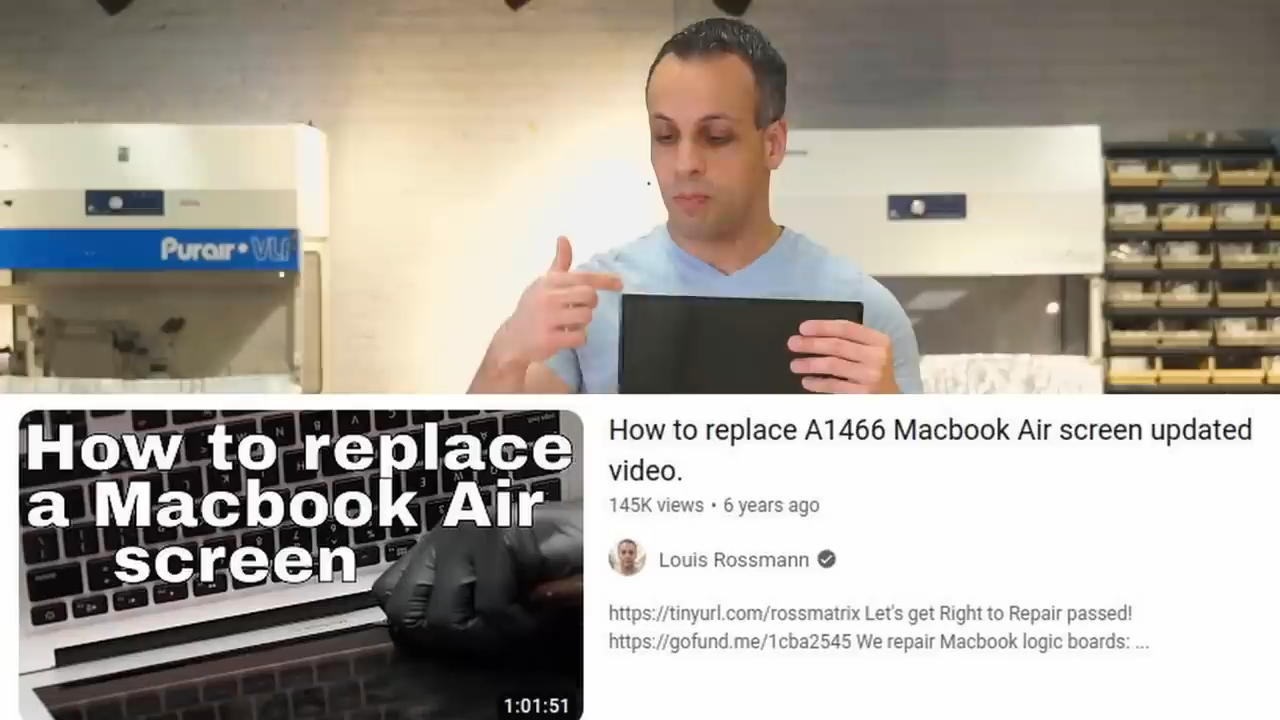 Purair • VLF
How to replace
a Macbook Air
screen
1:01:51
How to replace A1466 Macbook Air screen updated
video.
145K views • 6 years ago
Louis Rossmann
https://tinyurl.com/rossmatrix Let's get Right to Repair passed!
https://gofund.me/1cba2545 We repair Macbook logic boards: ...